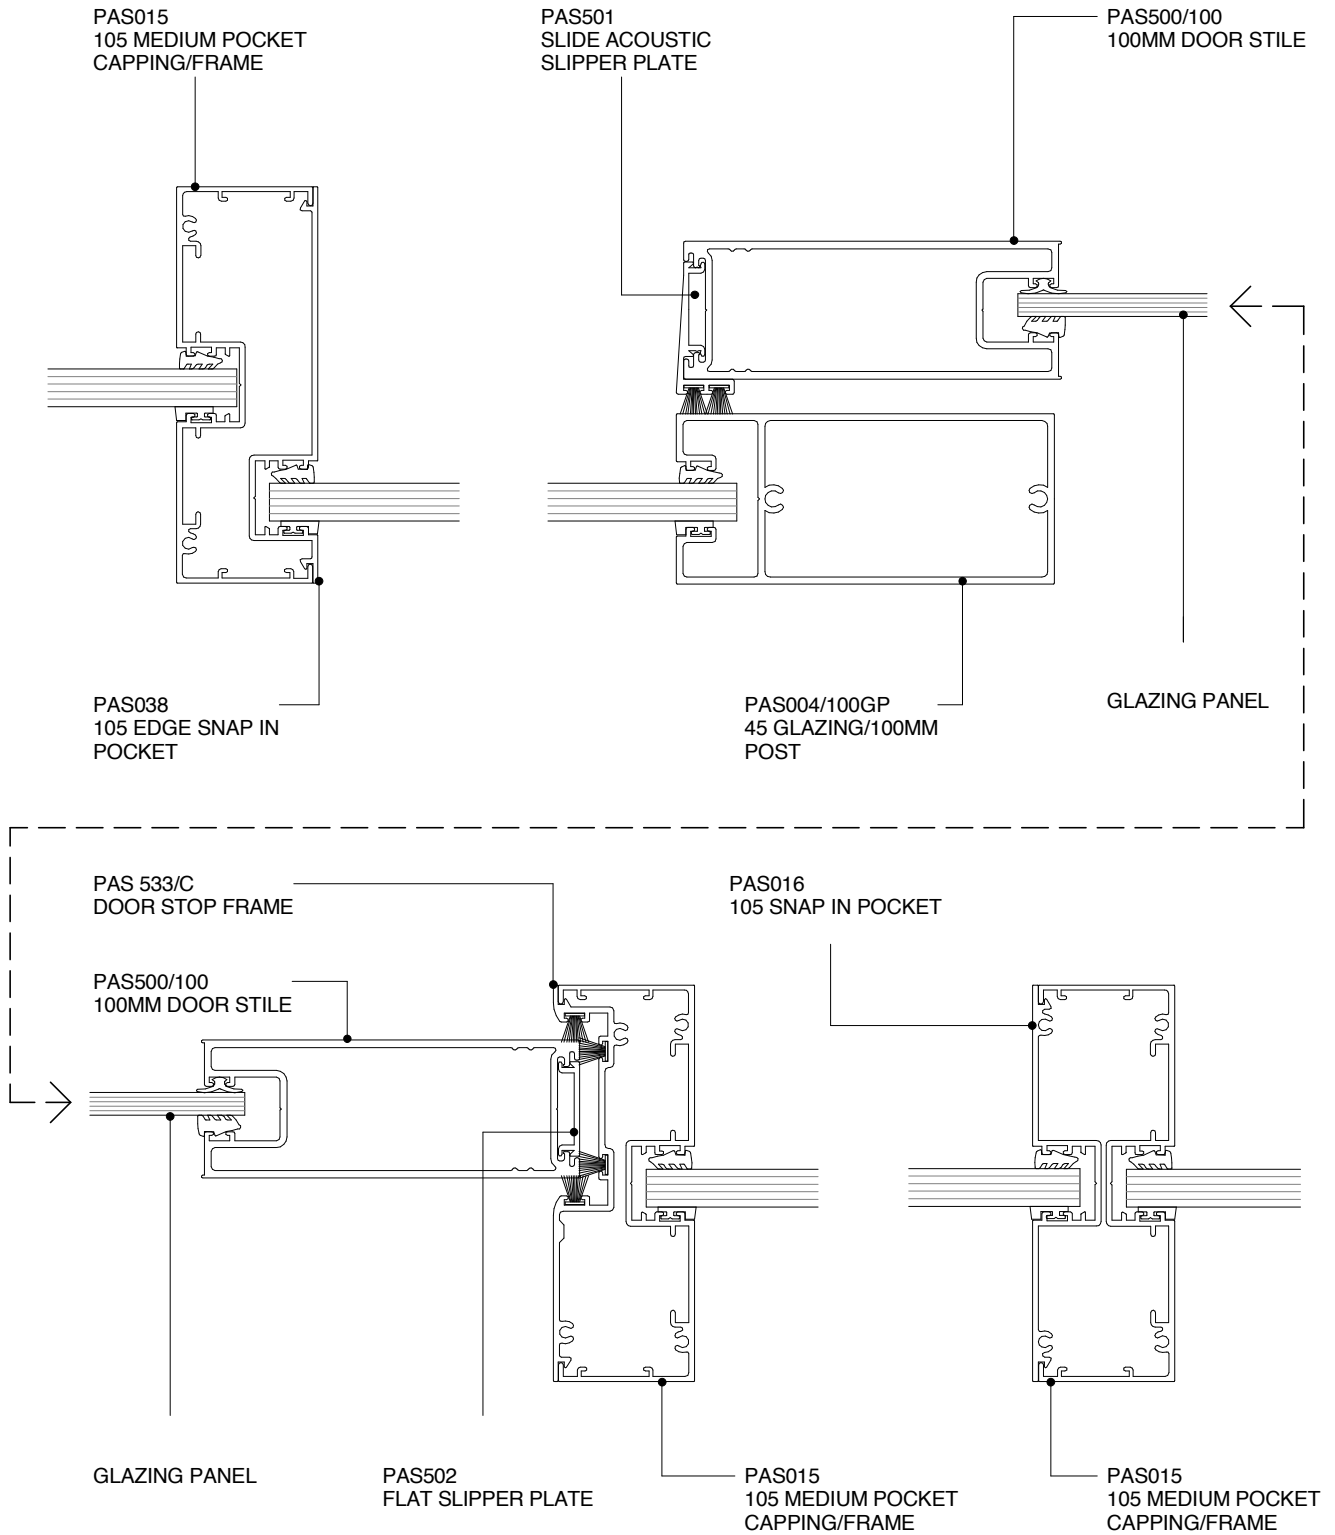 PAS015
105 MEDIUM POCKET
CAPPING/FRAME
PAS501
SLIDE ACOUSTIC
SLIPPER PLATE
PAS500/100
100MM DOOR STILE
PAS038
105 EDGE SNAP IN
POCKET
PAS004/100GP
45 GLAZING/100MM
POST
GLAZING PANEL
PAS 533/C
DOOR STOP FRAME
PAS016
105 SNAP IN POCKET
PAS500/100
100MM DOOR STILE
GLAZING PANEL
PAS502
FLAT SLIPPER PLATE
PAS015
105 MEDIUM POCKET
CAPPING/FRAME
PAS015
105 MEDIUM POCKET
CAPPING/FRAME